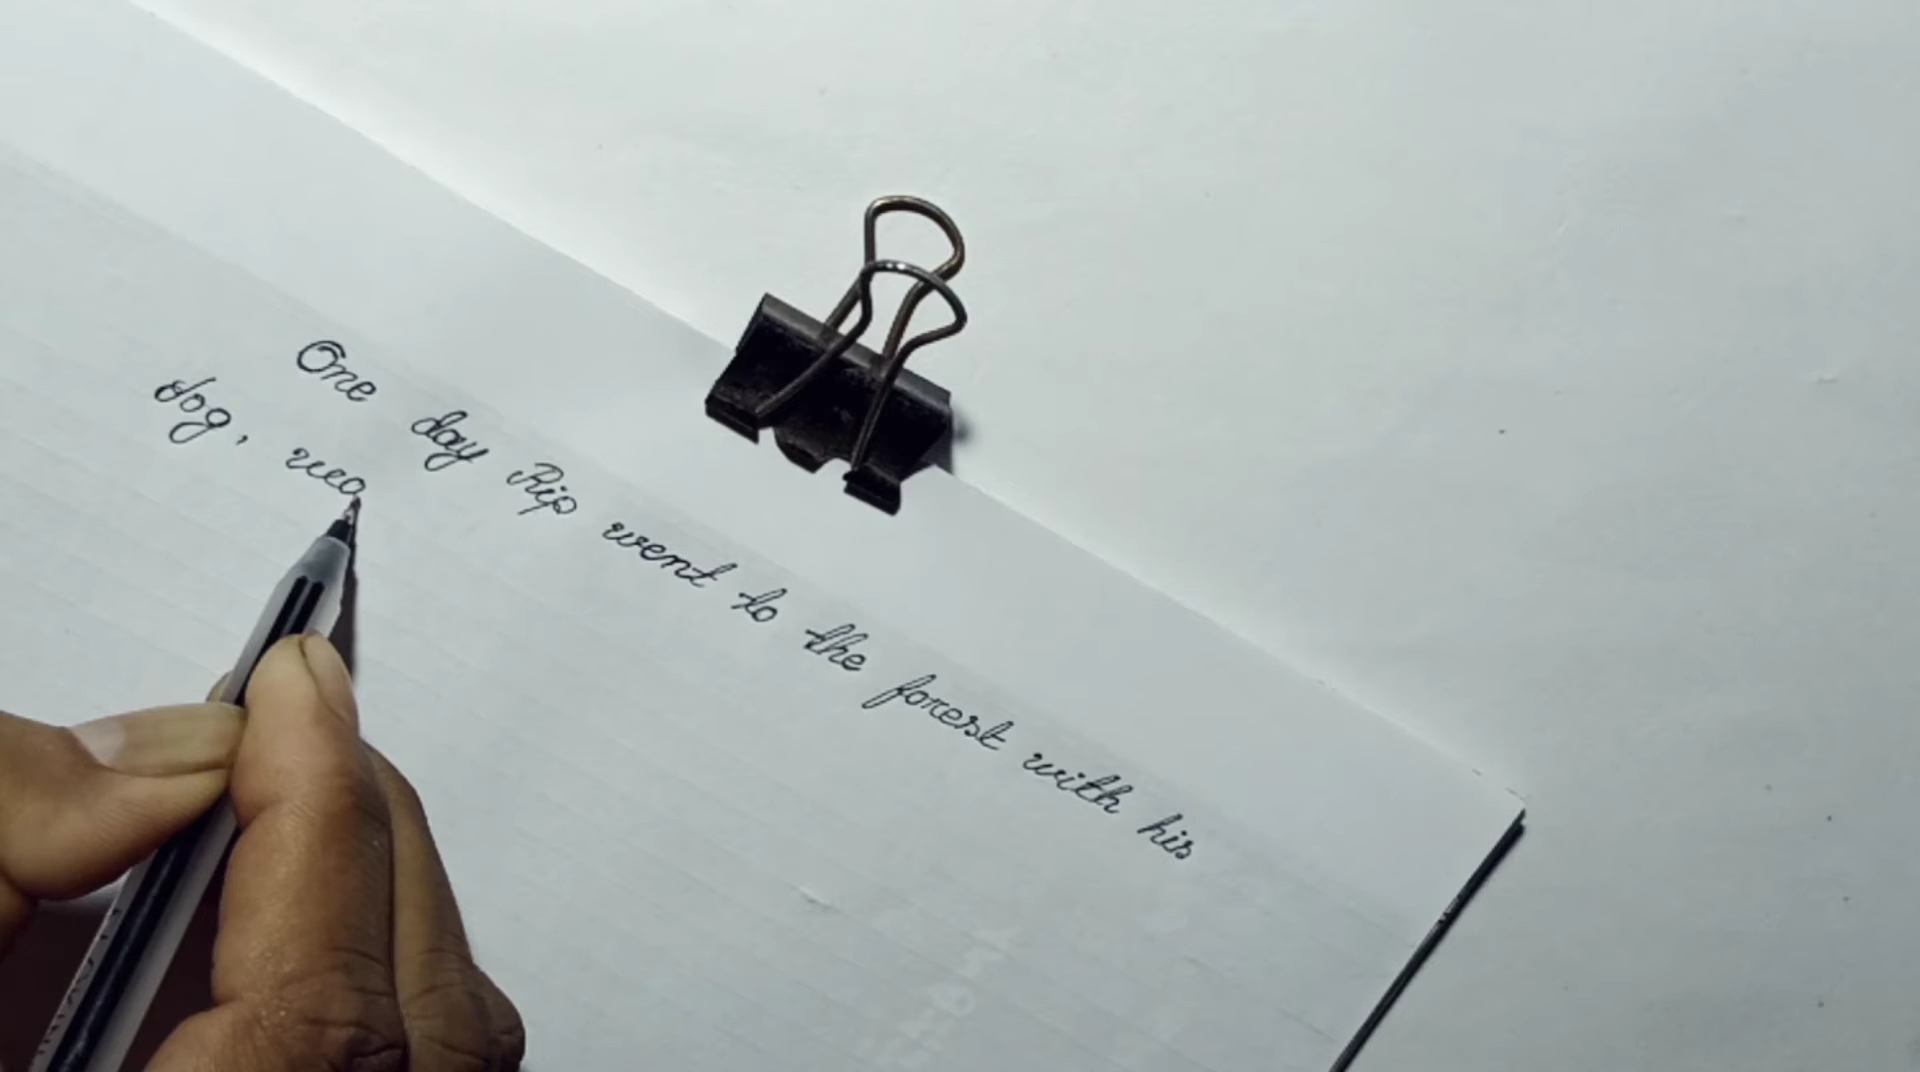 One day Rip went to the forest with his
dog,